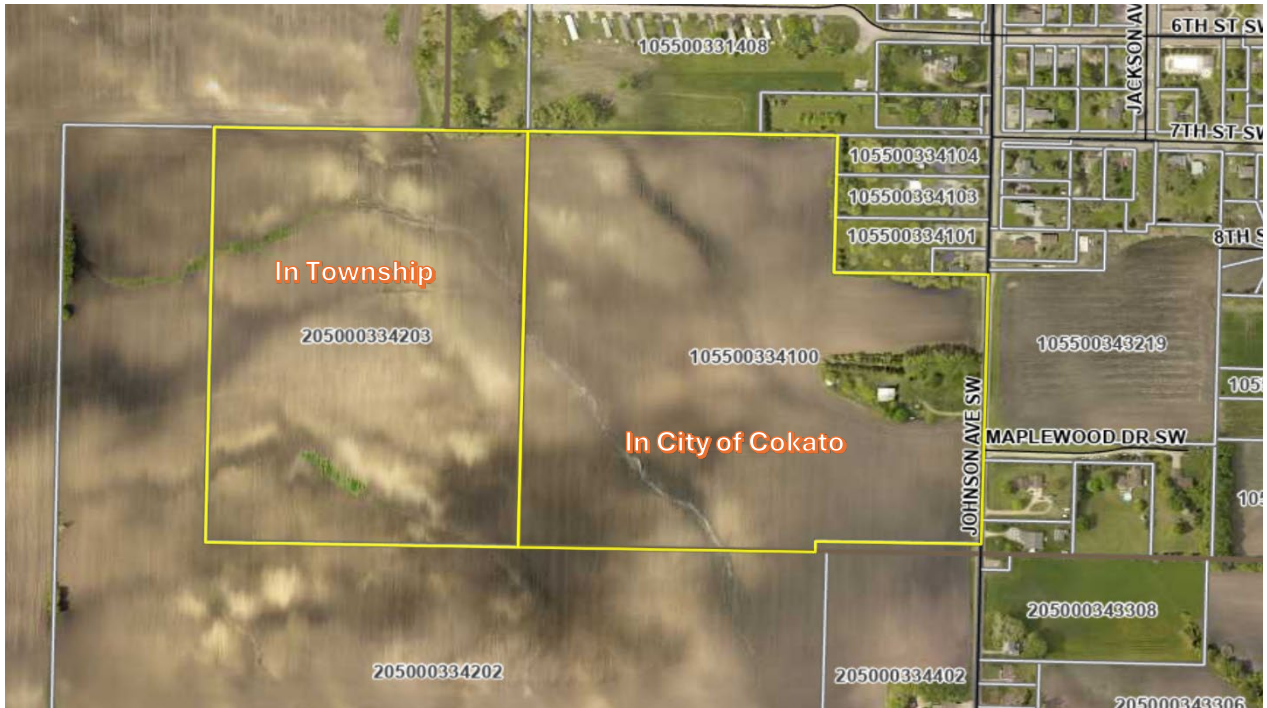 6TH ST SW
105500331408
JACKSON AV
7TH ST SW
105500334104
105500334103
105500334101
8TH S
In Township
205000334203
105500334100
105500343219
105
JOHNSON AVE SW
MAPLEWOOD DR SW
In City of Cokato
105
205000343308
205000334202
205000334402
205000343306